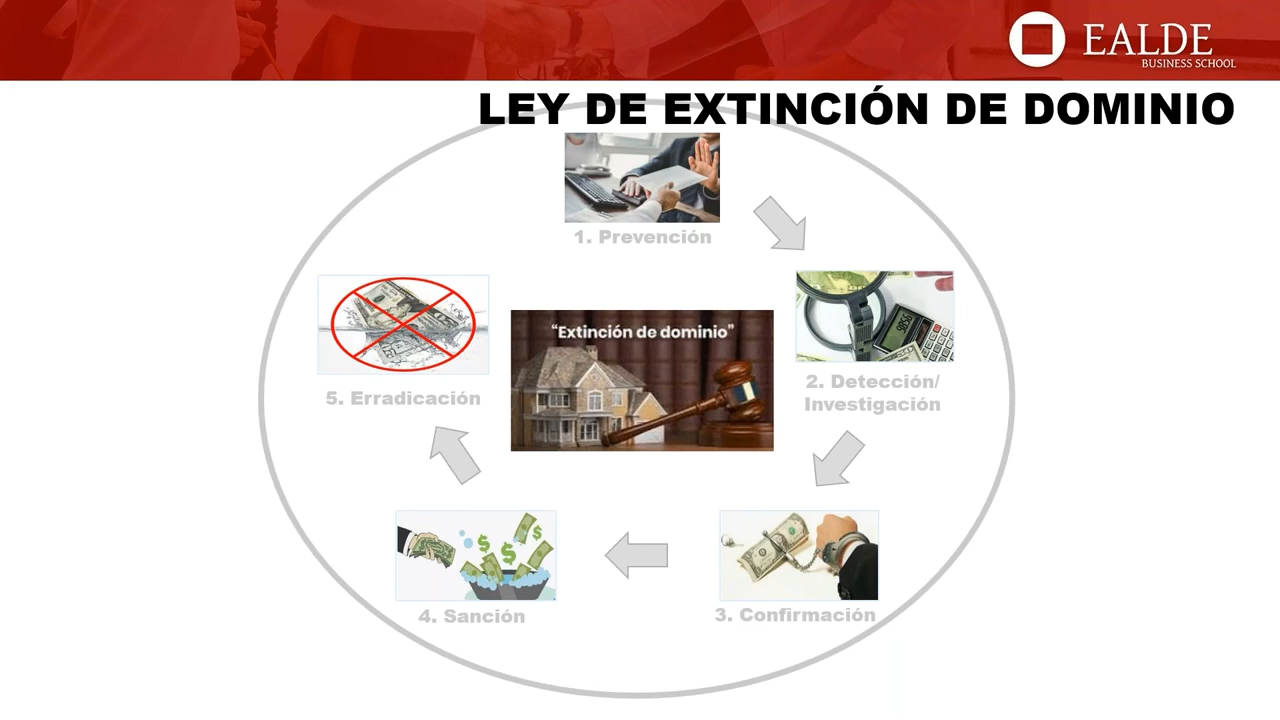 EALDE
BUSINESS SCHOOL
LEY DE EXTINCIÓN DE DOMINIO
1. Prevención
2. Detección/
Investigación
“Extinción de dominio”
5. Erradicación
4. Sanción
3. Confirmación